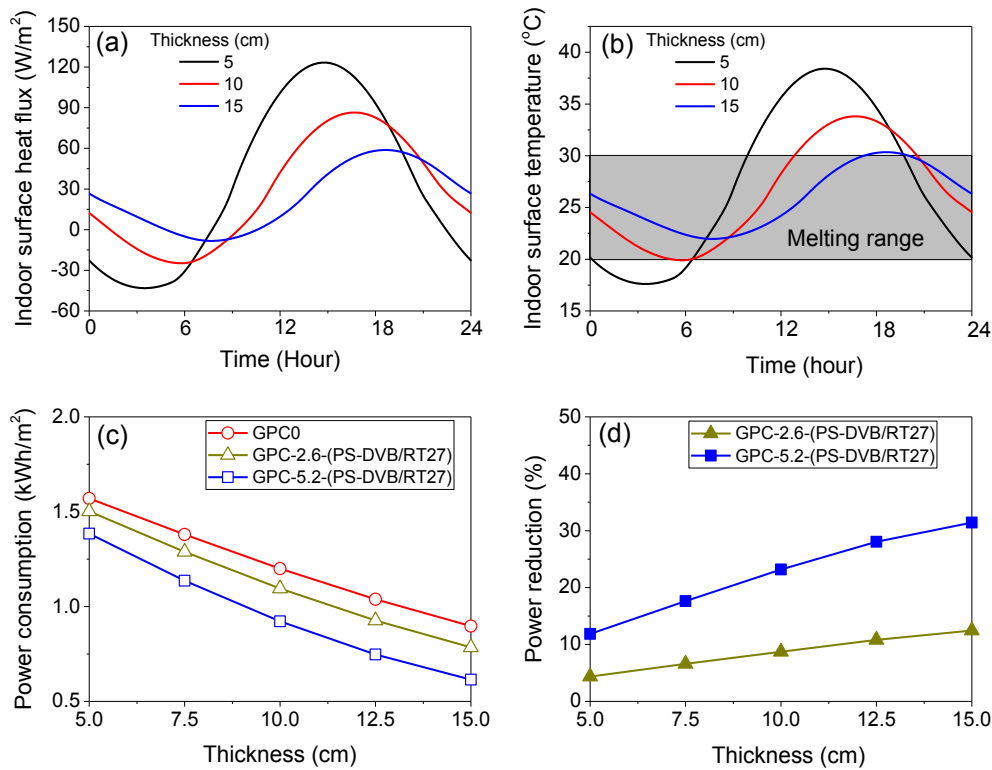 (a)
Thickness (cm)
5
10
15
Indoor surface heat flux (W/m²)
150
120
90
60
30
0
-30
-60
0
6
12
18
24
Time (Hour)
(b)
Thickness (cm)
5
10
15
Melting range
Indoor surface temperature (°C)
40
35
30
25
20
15
0
6
12
18
24
Time (hour)
(c)
GPC0
GPC-2.6-(PS-DVB/RT27)
GPC-5.2-(PS-DVB/RT27)
Power consumption (kWh/m²)
2.0
1.5
1.0
0.5
5.0
7.5
10.0
12.5
15.0
Thickness (cm)
(d)
GPC-2.6-(PS-DVB/RT27)
GPC-5.2-(PS-DVB/RT27)
Power reduction (%)
50
40
30
20
10
0
5.0
7.5
10.0
12.5
15.0
Thickness (cm)